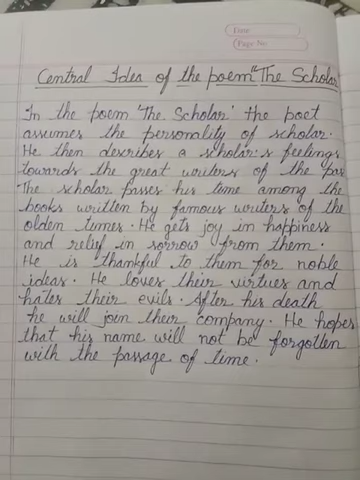 Date
Page No
Central Idea of the poem "The Scholar
In the poem 'The Scholar' the poet
assumes the personality of scholar.
He then describes a scholar's feelings
towards the great writers of the pas
The scholar passes his time among the
books written by famous writers of the
olden times. He gets joy in happiness
and relief in sorrow from them.
He is thankful to them for noble
ideas. He loves their virtues and
hates their evils. After his death
he will join their company. He hopes
that his name will not be forgotten
with the passage of time.